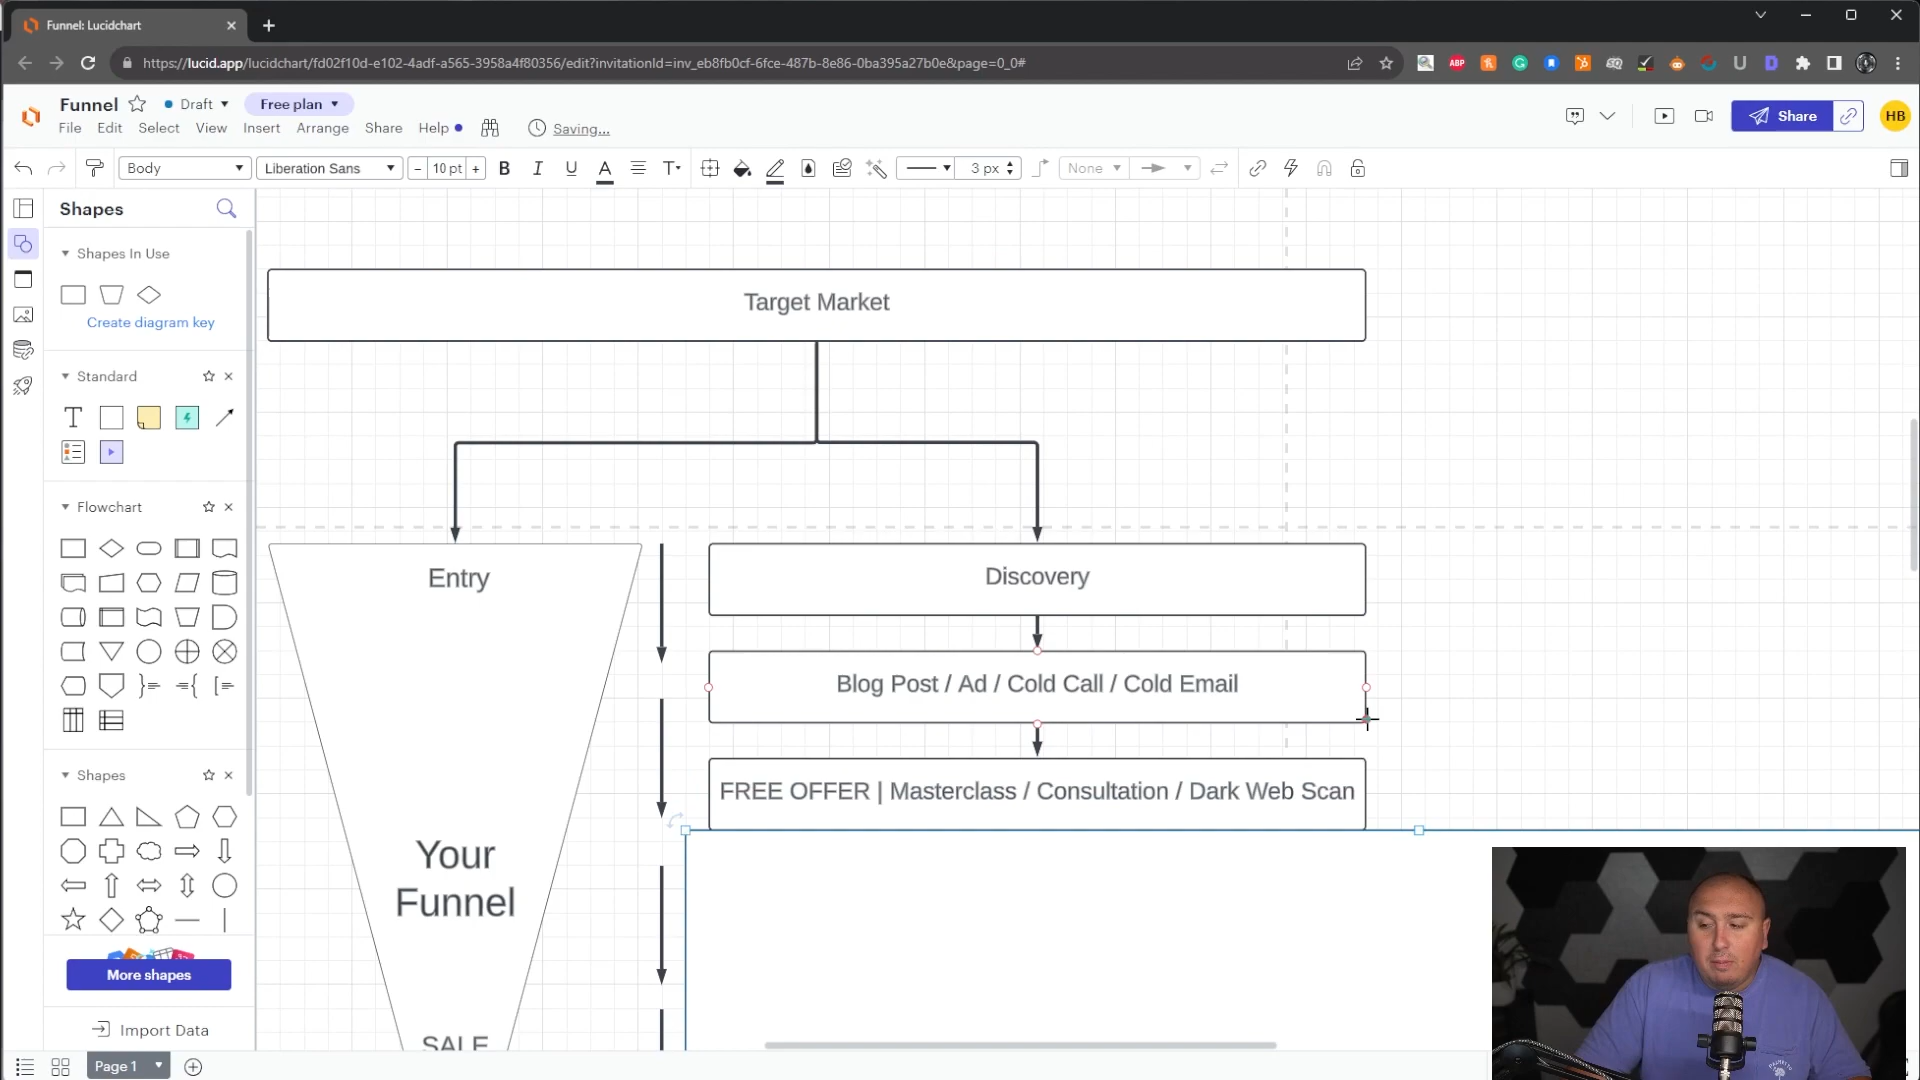 Funnel: Lucidchart
https://lucid.app/lucidchart/fd02f10d-e102-4adf-a565-3958a4f80356/edit?invitationId=inv_eb8fb0cf-6fce-487b-8e86-0ba395a27b0e&page=0_0#
ABP
Funnel
Draft
Free plan
File
Edit
Select
View
Insert
Arrange
Share
Help
Saving...
Share
HB
Body
Liberation Sans
- 10 pt +
B
I
U
A
T
3 px
None
Shapes
Shapes In Use
Create diagram key
Standard
T
Flowchart
Shapes
More shapes
Import Data
Page 1
Target Market
Entry
Your
Funnel
SALE
Discovery
Blog Post / Ad / Cold Call / Cold Email
FREE OFFER | Masterclass / Consultation / Dark Web Scan